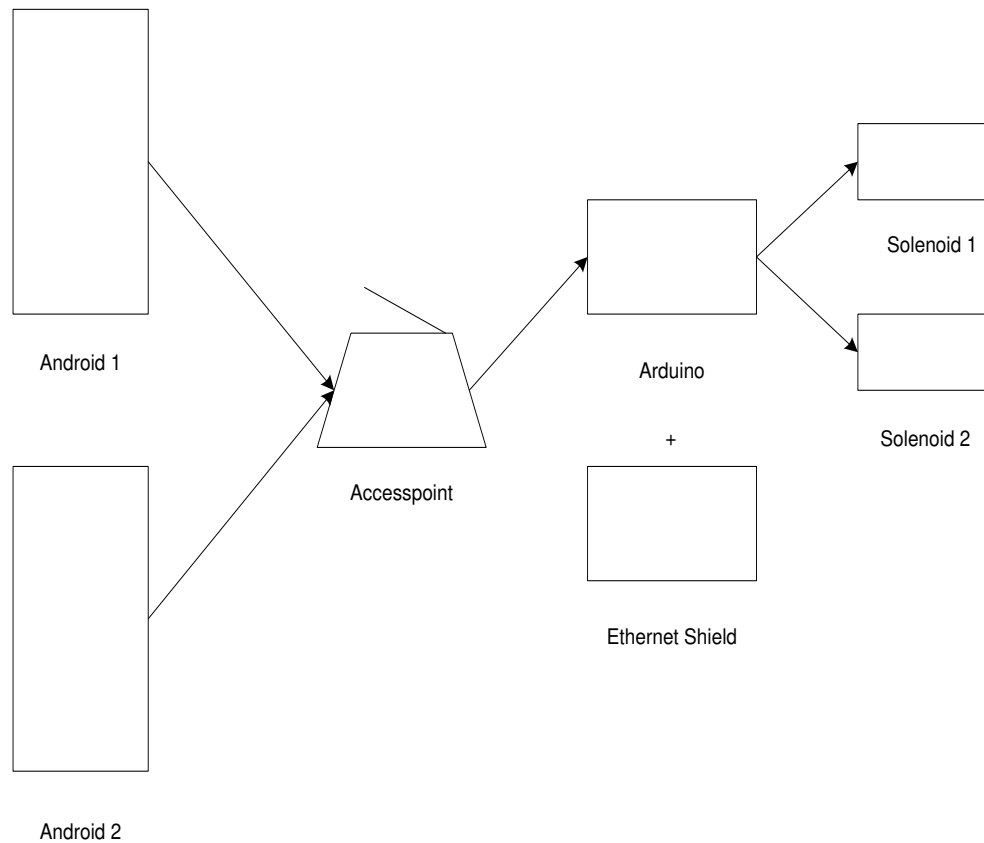 Android 1
Accesspoint
Arduino
+
Ethernet Shield
Solenoid 1
Solenoid 2
Android 2